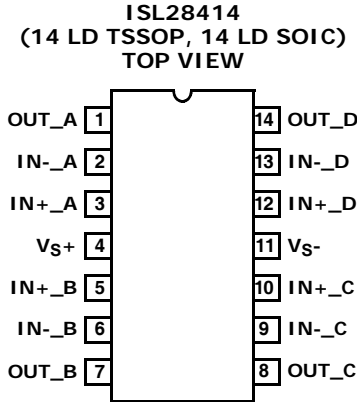 ISL28414
(14 LD TSSOP, 14 LD SOIC)
TOP VIEW
OUT_A 1 14 OUT_D
IN-_A 2 13 IN-_D
IN+_A 3 12 IN+_D
VS+ 4 11 VS-
IN+_B 5 10 IN+_C
IN-_B 6 9 IN-_C
OUT_B 7 8 OUT_C